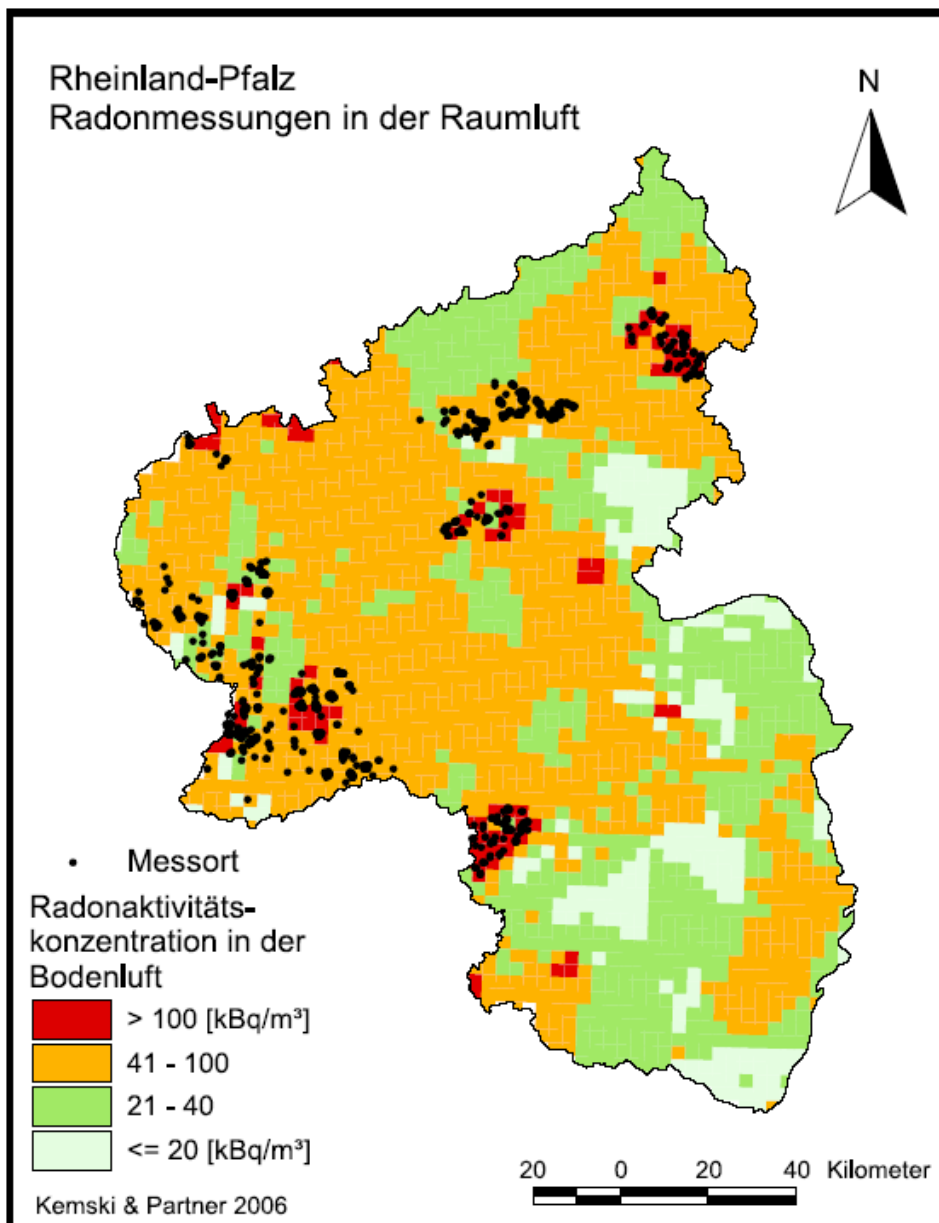 Rheinland-Pfalz
Radonmessungen in der Raumluft
N
Messort
Radonaktivitäts-
konzentration in der
Bodenluft
> 100 [kBq/m³]
41 - 100
21 - 40
<= 20 [kBq/m³]
20 0 20 40 Kilometer
Kemski & Partner 2006